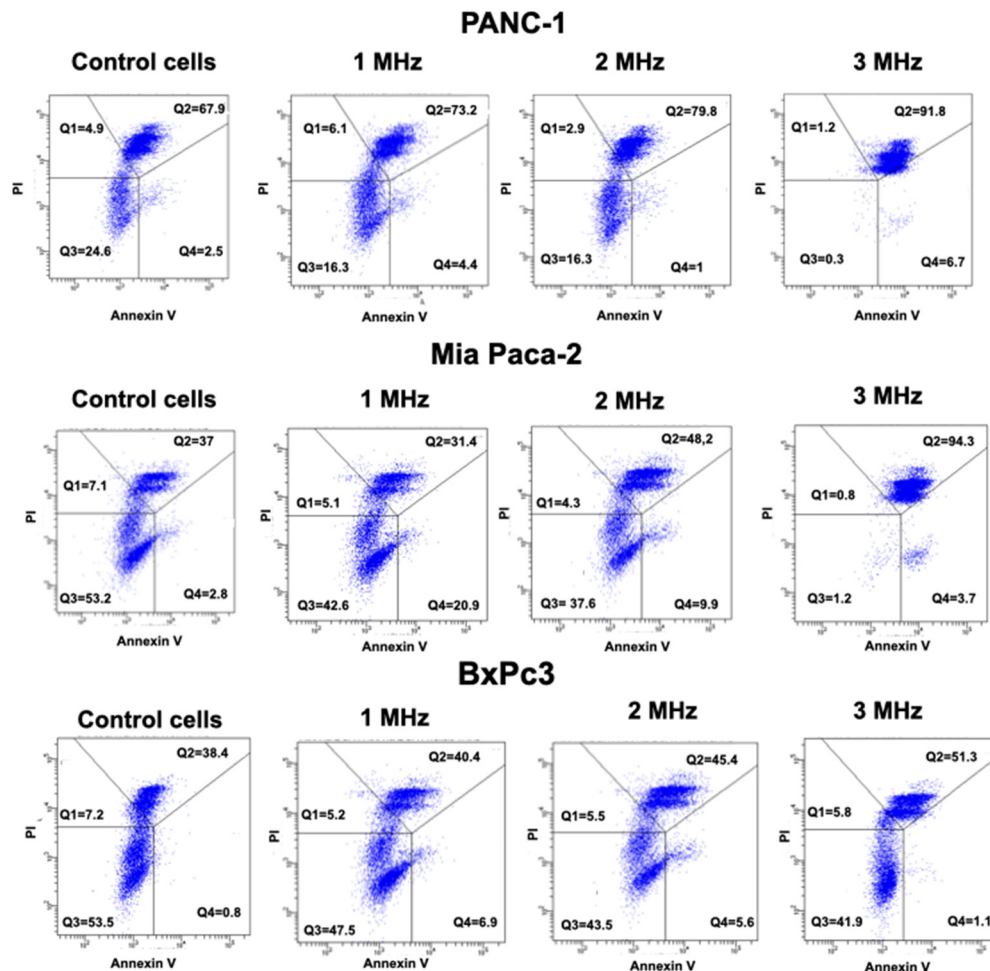 PANC-1
Control cells
1 MHz
2 MHz
3 MHz
Q2=67.9
Q1=4.9
Q3=24.6
Q4=2.5
PI
Annexin V
Q2=73.2
Q1=6.1
Q3=16.3
Q4=4.4
PI
Annexin V
Q2=79.8
Q1=2.9
Q3=16.3
Q4=1
PI
Annexin V
Q2=91.8
Q1=1.2
Q3=0.3
Q4=6.7
PI
Annexin V
Mia Paca-2
Control cells
1 MHz
2 MHz
3 MHz
Q2=37
Q1=7.1
Q3=53.2
Q4=2.8
PI
Annexin V
Q2=31.4
Q1=5.1
Q3=42.6
Q4=20.9
PI
Annexin V
Q2=48,2
Q1=4.3
Q3= 37.6
Q4=9.9
PI
Annexin V
Q2=94.3
Q1=0.8
Q3=1.2
Q4=3.7
PI
Annexin V
BxPc3
Control cells
1 MHz
2 MHz
3 MHz
Q2=38.4
Q1=7.2
Q3=53.5
Q4=0.8
PI
Annexin V
Q2=40.4
Q1=5.2
Q3=47.5
Q4=6.9
PI
Annexin V
Q2=45.4
Q1=5.5
Q3=43.5
Q4=5.6
PI
Annexin V
Q2=51.3
Q1=5.8
Q3=41.9
Q4=1.1
PI
Annexin V